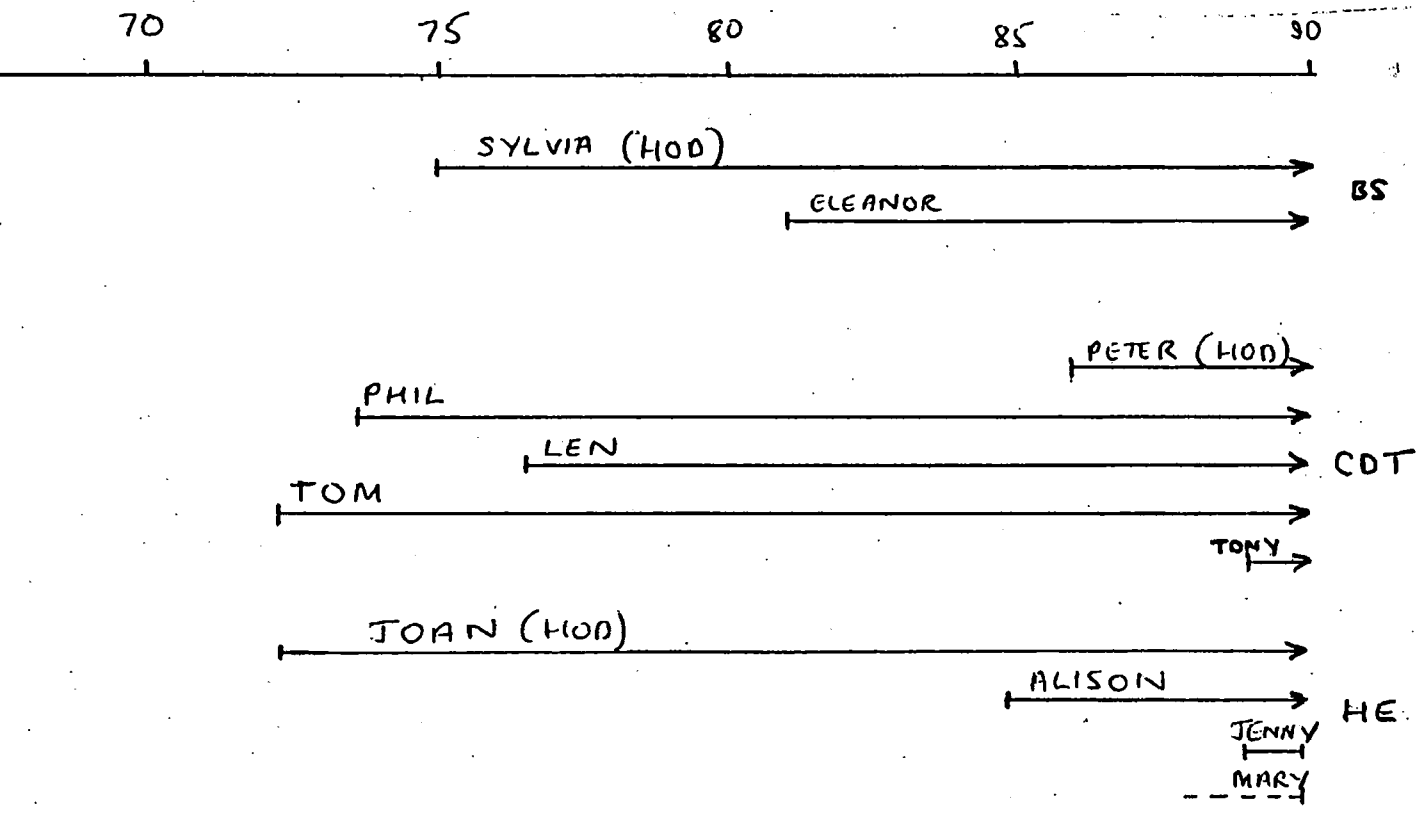 70 75 80 85 90
SYLVIA (HOD)
BS
ELEANOR
PETER (HOD)
PHIL
LEN
CDT
TOM
TONY
JOAN (HOD)
ALISON
HE
JENNY
MARY